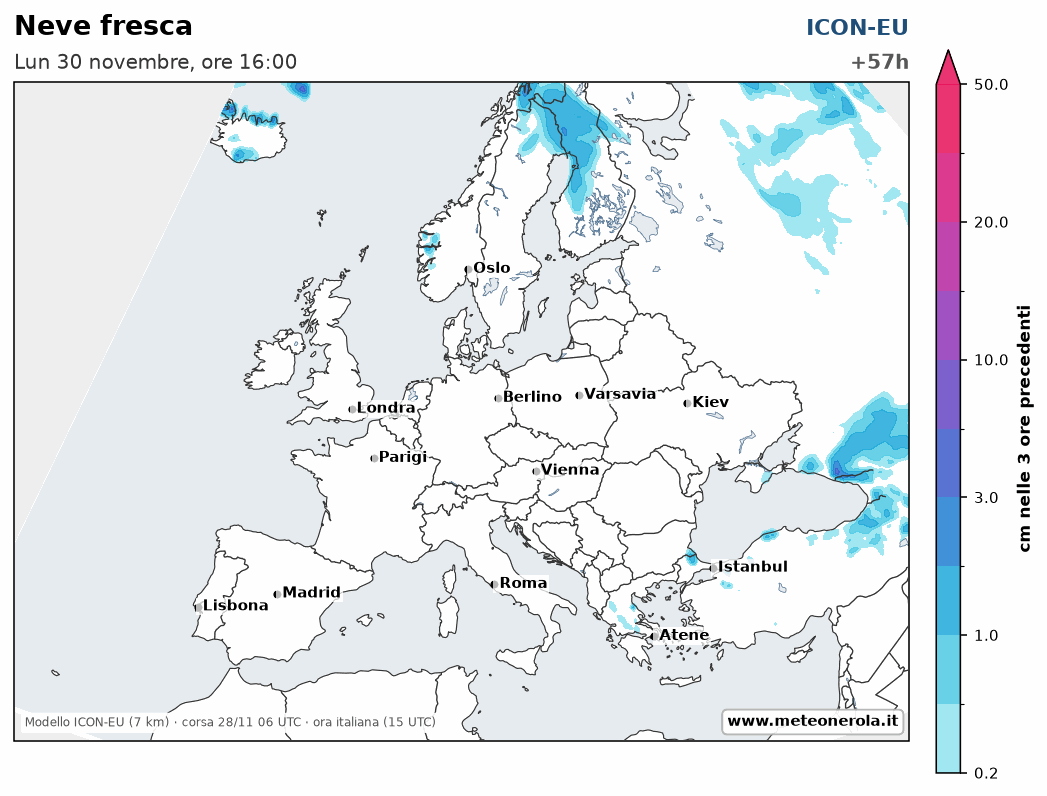 Neve fresca
ICON-EU
Lun 30 novembre, ore 16:00
+57h
50.0
20.0
10.0
3.0
1.0
0.2
cm nelle 3 ore precedenti
Oslo
Berlino
Varsavia
Kiev
Londra
Parigi
Vienna
Istanbul
Roma
Madrid
Lisbona
Atene
Modello ICON-EU (7 km) · corsa 28/11 06 UTC · ora italiana (15 UTC)
www.meteonerola.it